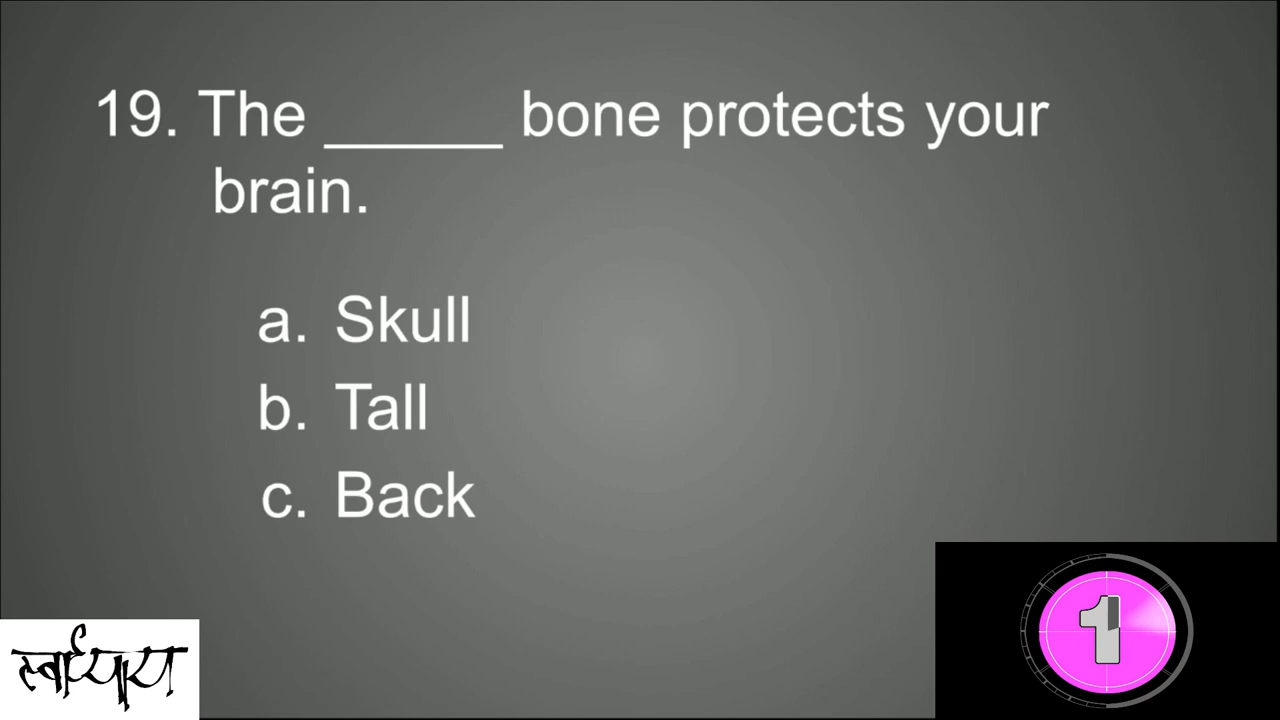 19. The ______ bone protects your
brain.
a. Skull
b. Tall
c. Back
1
स्वाध्याय